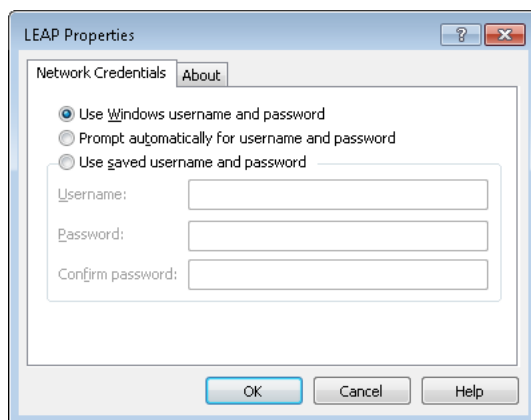 LEAP Properties
?
Network Credentials
About
Use Windows username and password
Prompt automatically for username and password
Use saved username and password
Username:
Password:
Confirm password:
OK
Cancel
Help